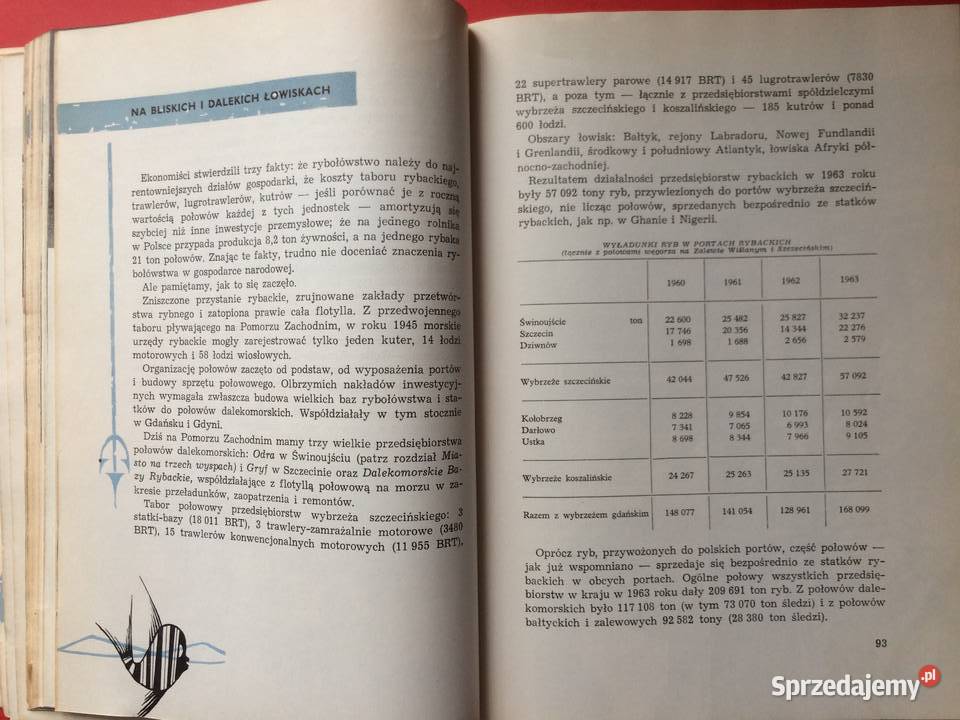 NA BLISKICH I DALEKICH ŁOWISKACH
Ekonomiści stwierdzili trzy fakty: że rybołówstwo należy do naj-
rentowniejszych działów gospodarki, że koszty taboru rybackiego,
trawlerów, lugrotrawlerów, kutrów — jeśli porównać je z roczną
wartością połowów każdej z tych jednostek — amortyzują się
szybciej niż inne inwestycje przemysłowe; że na jednego rolnika
w Polsce przypada produkcja 8,2 ton żywności, a na jednego rybaka
21 ton połowów. Znając te fakty, trudno nie doceniać znaczenia ry-
bołówstwa w gospodarce narodowej.
Ale pamiętamy, jak to się zaczęło.
Zniszczone przystanie rybackie, zrujnowane zakłady przetwór-
stwa rybnego i zatopiona prawie cała flotylla. Z przedwojennego
taboru pływającego na Pomorzu Zachodnim, w roku 1945 morskie
urzędy rybackie mogły zarejestrować tylko jeden kuter, 14 łodzi
motorowych i 58 łodzi wiosłowych.
Organizację połowów zaczęto od podstaw, od wyposażenia portów
i budowy sprzętu połowowego. Olbrzymich nakładów inwestycyj-
nych wymagała zwłaszcza budowa wielkich baz rybołówstwa i sta-
tków do połowów dalekomorskich. Współdziałały w tym stocznie
w Gdańsku i Gdyni.
Dziś na Pomorzu Zachodnim mamy trzy wielkie przedsiębiorstwa
połowów dalekomorskich: Odra w Świnoujściu (patrz rozdział Mia-
sto na trzech wyspach) i Gryf w Szczecinie oraz Dalekomorskie Ba-
zy Rybackie, współdziałające z flotyllą połowową na morzu w za-
kresie przeładunków, zaopatrzenia i remontów.
Tabor połowowy przedsiębiorstw wybrzeża szczecińskiego: 3
statki-bazy (18 011 BRT), 3 trawlery-zamrażalnie motorowe (3480
BRT), 15 trawlerów konwencjonalnych motorowych (11 955 BRT),
22 supertrawlery parowe (14 917 BRT) i 45 lugrotrawlerów (7830
BRT), a poza tym — łącznie z przedsiębiorstwami spółdzielczymi
wybrzeża szczecińskiego i koszalińskiego — 185 kutrów i ponad
600 łodzi.
Obszary łowisk: Bałtyk, rejony Labradoru, Nowej Fundlandii
i Grenlandii, środkowy i południowy Atlantyk, łowiska Afryki pół-
nocno-zachodniej.
Rezultatem działalności przedsiębiorstw rybackich w 1963 roku
były 57 092 tony ryb, przywiezionych do portów wybrzeża szczeciń-
skiego, nie licząc połowów, sprzedanych bezpośrednio ze statków
rybackich, jak np. w Ghanie i Nigerii.
WYŁADUNKI RYB W PORTACH RYBACKICH
(łącznie z połowami węgorza na Zalewie Wiślanym i Szczecińskim)
1960 1961 1962 1963
Świnoujście ton 22 600 25 482 25 827 32 237
Szczecin 17 746 20 356 14 344 22 276
Dziwnów 1 698 1 688 2 656 2 579
Wybrzeże szczecińskie 42 044 47 526 42 827 57 092
Kołobrzeg 8 228 9 854 10 176 10 592
Darłowo 7 341 7 065 6 993 8 024
Ustka 8 698 8 344 7 966 9 105
Wybrzeże koszalińskie 24 267 25 263 25 135 27 721
Razem z wybrzeżem gdańskim 148 077 141 054 128 961 168 099
Oprócz ryb, przywożonych do polskich portów, część połowów —
jak już wspomniano — sprzedaje się bezpośrednio ze statków ry-
backich w obcych portach. Ogólne połowy wszystkich przedsię-
biorstw w kraju w 1963 roku dały 209 691 ton ryb. Z połowów dale-
komorskich było 117 108 ton (w tym 73 070 ton śledzi) i z połowów
bałtyckich i zalewowych 92 582 tony (28 380 ton śledzi).
93
Sprzedajemy.pl